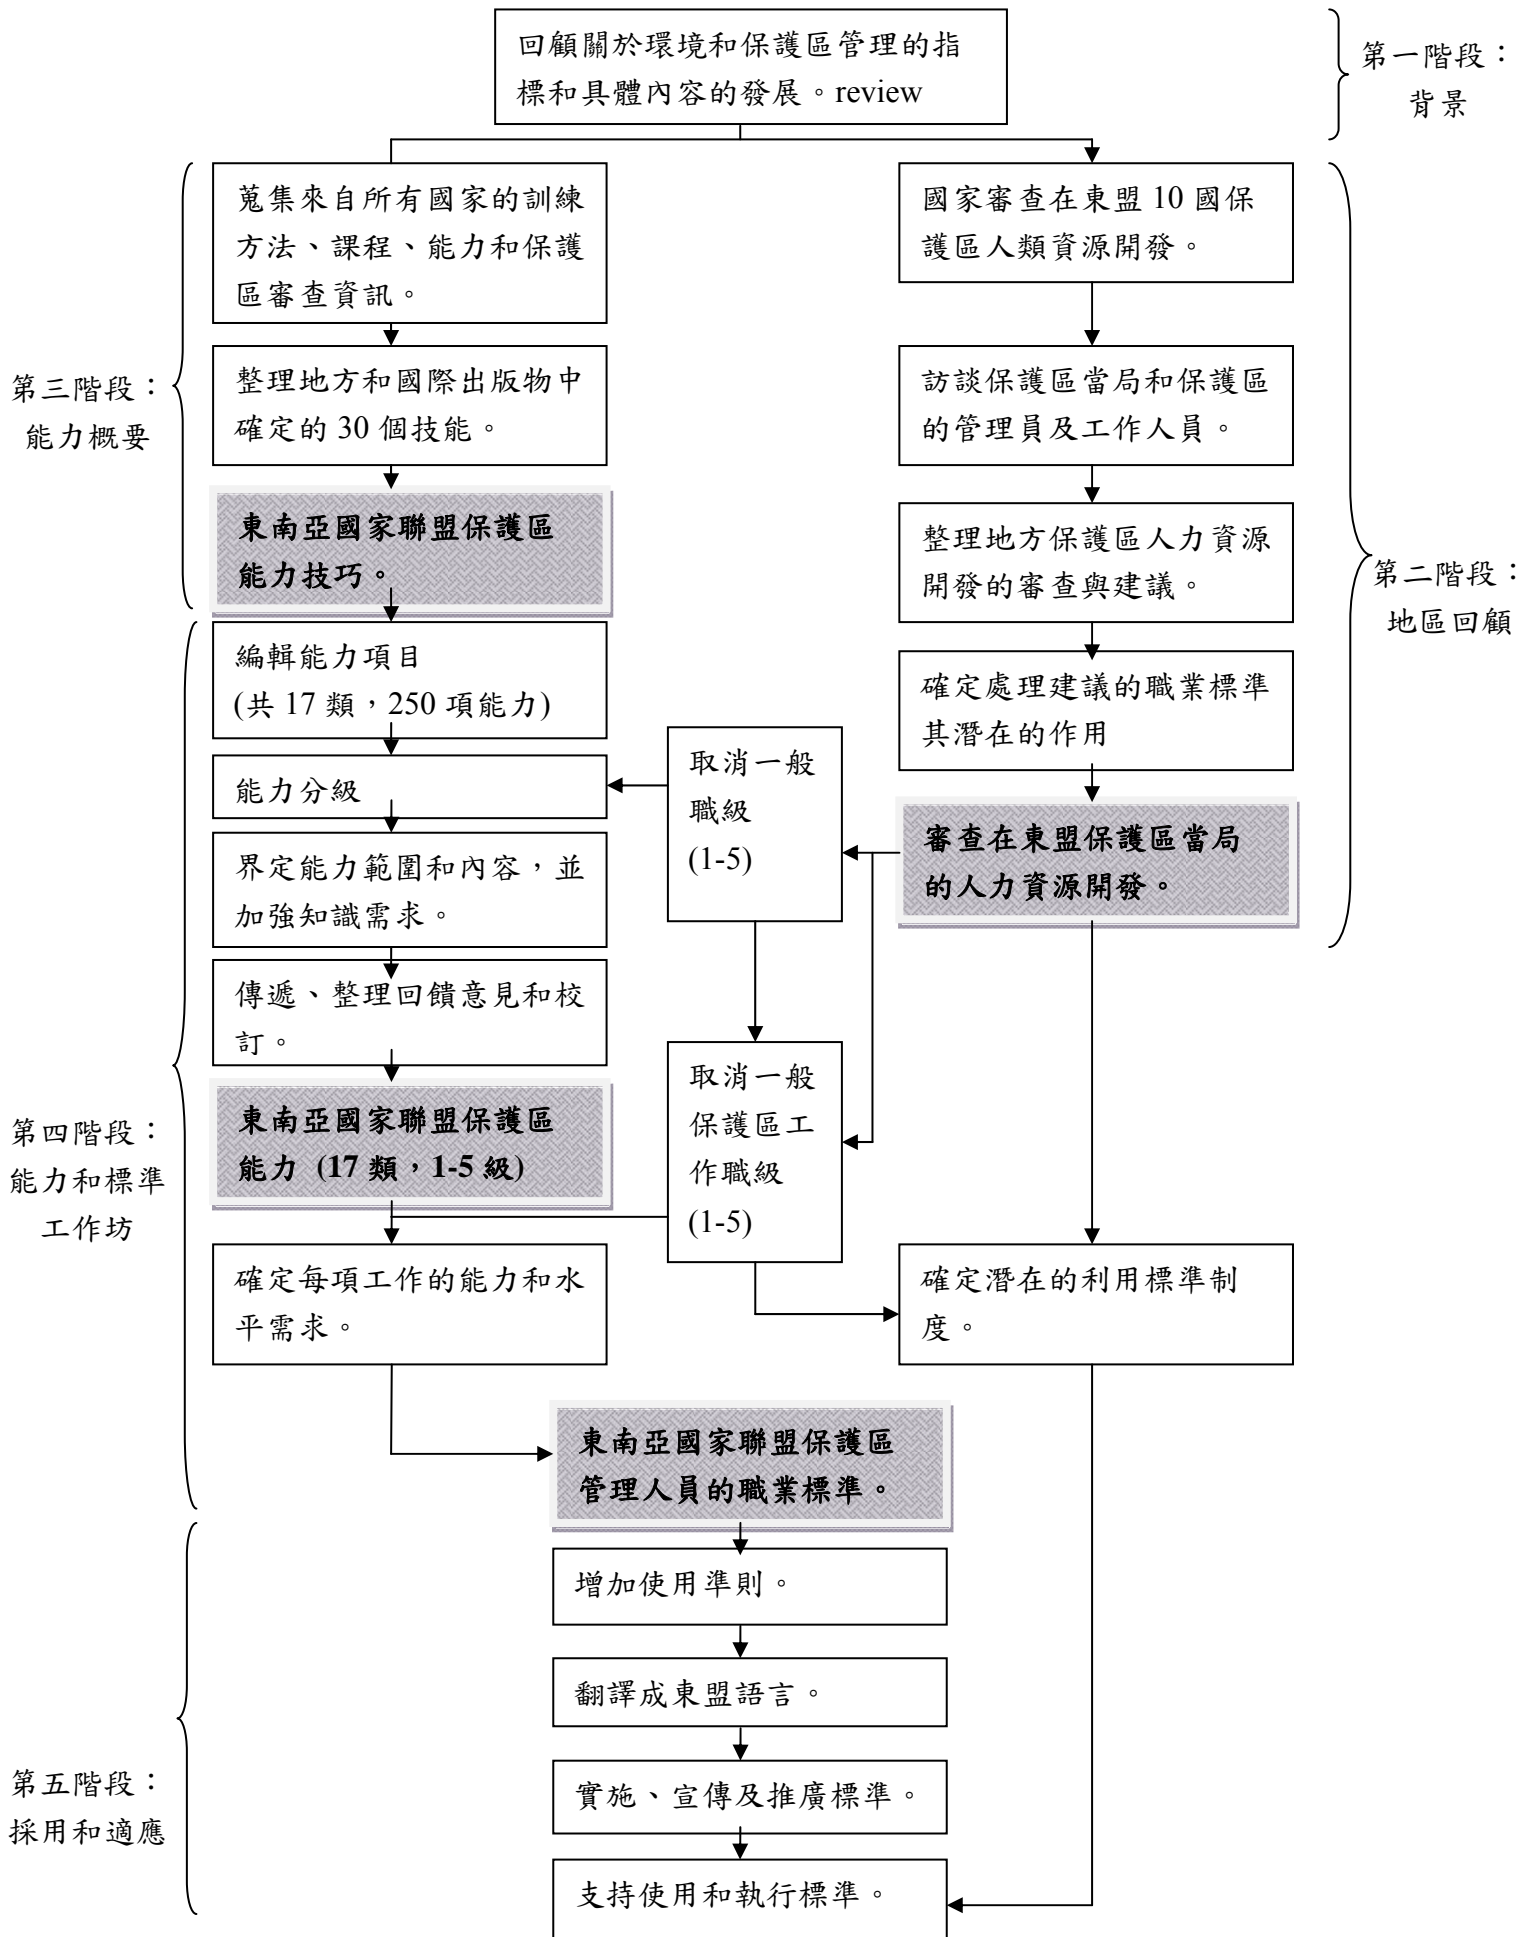 回顧關於環境和保護區管理的指
標和具體內容的發展。review
第一階段：
背景
蒐集來自所有國家的訓練
方法、課程、能力和保護
區審查資訊。
整理地方和國際出版物中
確定的 30 個技能。
東南亞國家聯盟保護區
能力技巧。
第三階段：
能力概要
國家審查在東盟 10 國保
護區人類資源開發。
訪談保護區當局和保護區
的管理員及工作人員。
整理地方保護區人力資源
開發的審查與建議。
確定處理建議的職業標準
其潛在的作用
審查在東盟保護區當局
的人力資源開發。
第二階段：
地區回顧
編輯能力項目
(共 17 類，250 項能力)
能力分級
界定能力範圍和內容，並
加強知識需求。
傳遞、整理回饋意見和校
訂。
東南亞國家聯盟保護區
能力 (17 類，1-5 級)
確定每項工作的能力和水
平需求。
第四階段：
能力和標準
工作坊
取消一般
職級
(1-5)
取消一般
保護區工
作職級
(1-5)
確定潛在的利用標準制
度。
東南亞國家聯盟保護區
管理人員的職業標準。
增加使用準則。
翻譯成東盟語言。
實施、宣傳及推廣標準。
支持使用和執行標準。
第五階段：
採用和適應